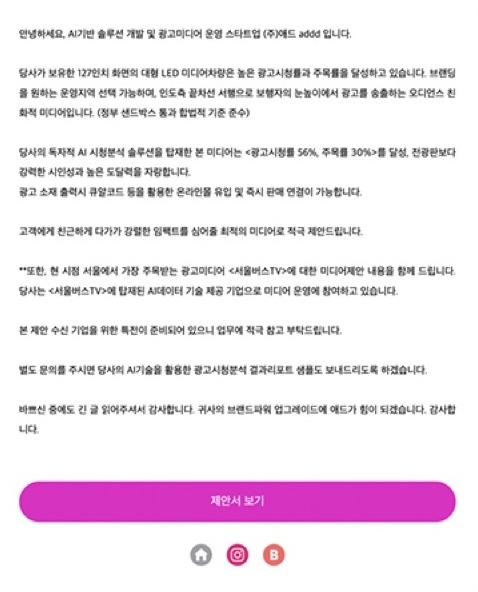 안녕하세요, AI기반 솔루션 개발 및 광고미디어 운영 스타트업 (주)애드 addd 입니다.
당사가 보유한 127인치 화면의 대형 LED 미디어차량은 높은 광고시청률과 주목률을 달성하고 있습니다. 브랜딩
을 원하는 운영지역 선택 가능하며, 인도측 끝차선 서행으로 보행자의 눈높이에서 광고를 송출하는 오디언스 친
화적 미디어입니다. (정부 샌드박스 통과 합법적 기준 준수)
당사의 독자적 AI 시청분석 솔루션을 탑재한 본 미디어는 <광고시청률 56%, 주목률 30%>를 달성, 전광판보다
강력한 시인성과 높은 도달력을 자랑합니다.
광고 소재 출력시 큐알코드 등을 활용한 온라인몰 유입 및 즉시 판매 연결이 가능합니다.
고객에게 친근하게 다가가 강렬한 임팩트를 심어줄 최적의 미디어로 적극 제안드립니다.
**또한, 현 시점 서울에서 가장 주목받는 광고미디어 <서울버스TV>에 대한 미디어제안 내용을 함께 드립니다.
당사는 <서울버스TV>에 탑재된 AI데이터 기술 제공 기업으로 미디어 운영에 참여하고 있습니다.
본 제안 수신 기업을 위한 특전이 준비되어 있으니 업무에 적극 참고 부탁드립니다.
별도 문의를 주시면 당사의 AI기술을 활용한 광고시청분석 결과리포트 샘플도 보내드리도록 하겠습니다.
바쁘신 중에도 긴 글 읽어주셔서 감사합니다. 귀사의 브랜드파워 업그레이드에 애드가 힘이 되겠습니다. 감사합
니다.
제안서 보기
B